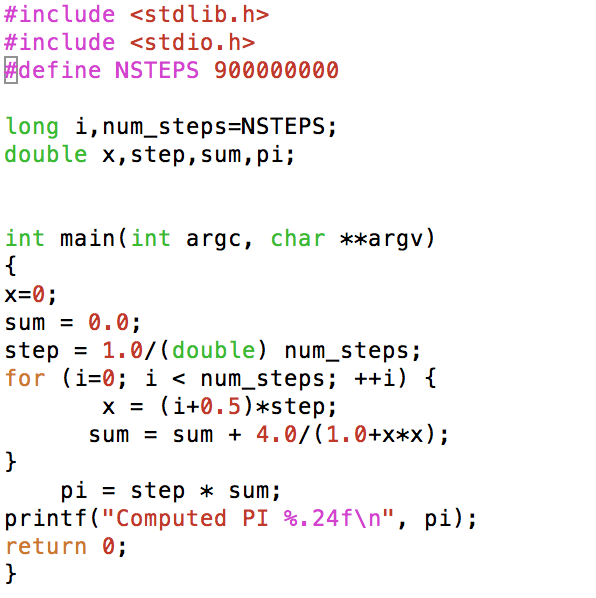 #include <stdlib.h>
#include <stdio.h>
#define NSTEPS 900000000

long i,num_steps=NSTEPS;
double x,step,sum,pi;


int main(int argc, char **argv)
{
x=0;
sum = 0.0;
step = 1.0/(double) num_steps;
for (i=0; i < num_steps; ++i) {
       x = (i+0.5)*step;
      sum = sum + 4.0/(1.0+x*x);
}
    pi = step * sum;
printf("Computed PI %.24f\n", pi);
return 0;
}